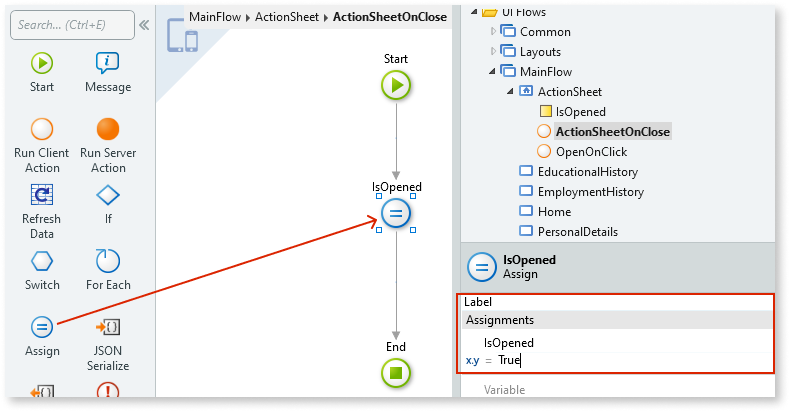 Search... (Ctrl+E)
Start
Message
Run Client
Action
Run Server
Action
Refresh
Data
If
Switch
For Each
Assign
JSON
Serialize
MainFlow ▸ ActionSheet ▸ ActionSheetOnClose
Start
IsOpened
End
UI Flows
Common
Layouts
MainFlow
ActionSheet
IsOpened
ActionSheetOnClose
OpenOnClick
EducationalHistory
EmploymentHistory
Home
PersonalDetails
IsOpened
Assign
Label
Assignments
IsOpened
x.y = True
Variable